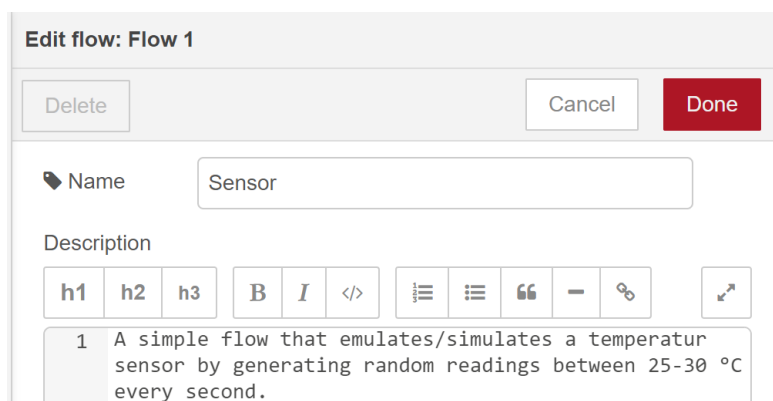 Edit flow: Flow 1
Delete
Cancel
Done
Name
Sensor
Description
h1 h2 h3 B I </> “ –
1 A simple flow that emulates/simulates a temperatur
sensor by generating random readings between 25-30 °C
every second.